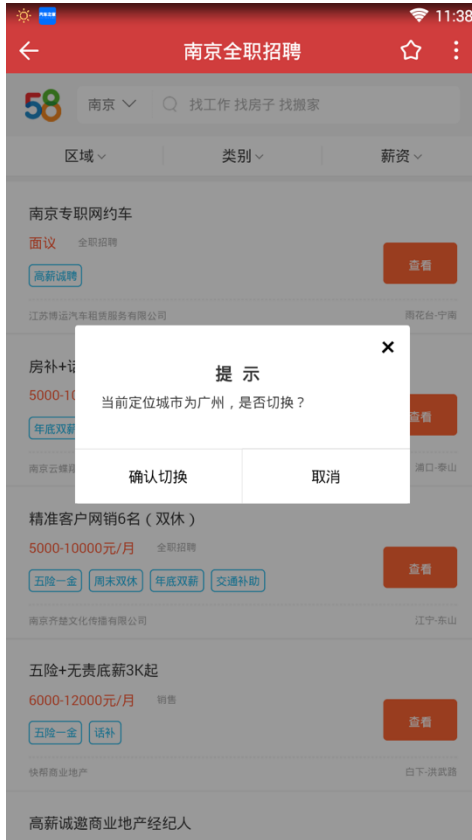 11:38
南京全职招聘
58
南京
找工作 找房子 找搬家
区域
类别
薪资
南京专职网约车
面议 全职招聘
高薪诚聘
查看
江苏博运汽车租赁服务有限公司
雨花台-宁南
房补+话
5000-10
年底双薪
查看
南京云蝶
浦口-泰山
×
提 示
当前定位城市为广州，是否切换？
确认切换
取消
精准客户网销6名（双休）
5000-10000元/月 全职招聘
五险一金 周末双休 年底双薪 交通补助
查看
南京齐楚文化传播有限公司
江宁-东山
五险+无责底薪3K起
6000-12000元/月 销售
五险一金 话补
查看
快帮商业地产
白下-洪武路
高薪诚邀商业地产经纪人